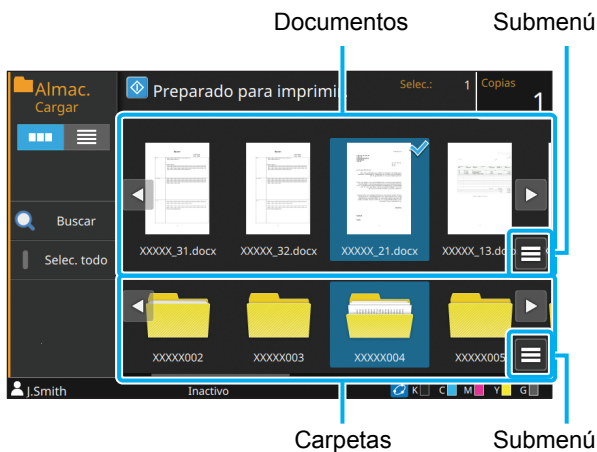 Documentos Submenú
Almac.
Cargar
Preparado para imprimir.
Selec.: 1
Copias
1
Buscar
Selec. todo
XXXXX_31.docx XXXXX_32.docx XXXXX_21.docx XXXXX_13.docx
XXXXX002 XXXXX003 XXXXX004 XXXXX005
J.Smith Inactivo K C M Y G
Carpetas Submenú